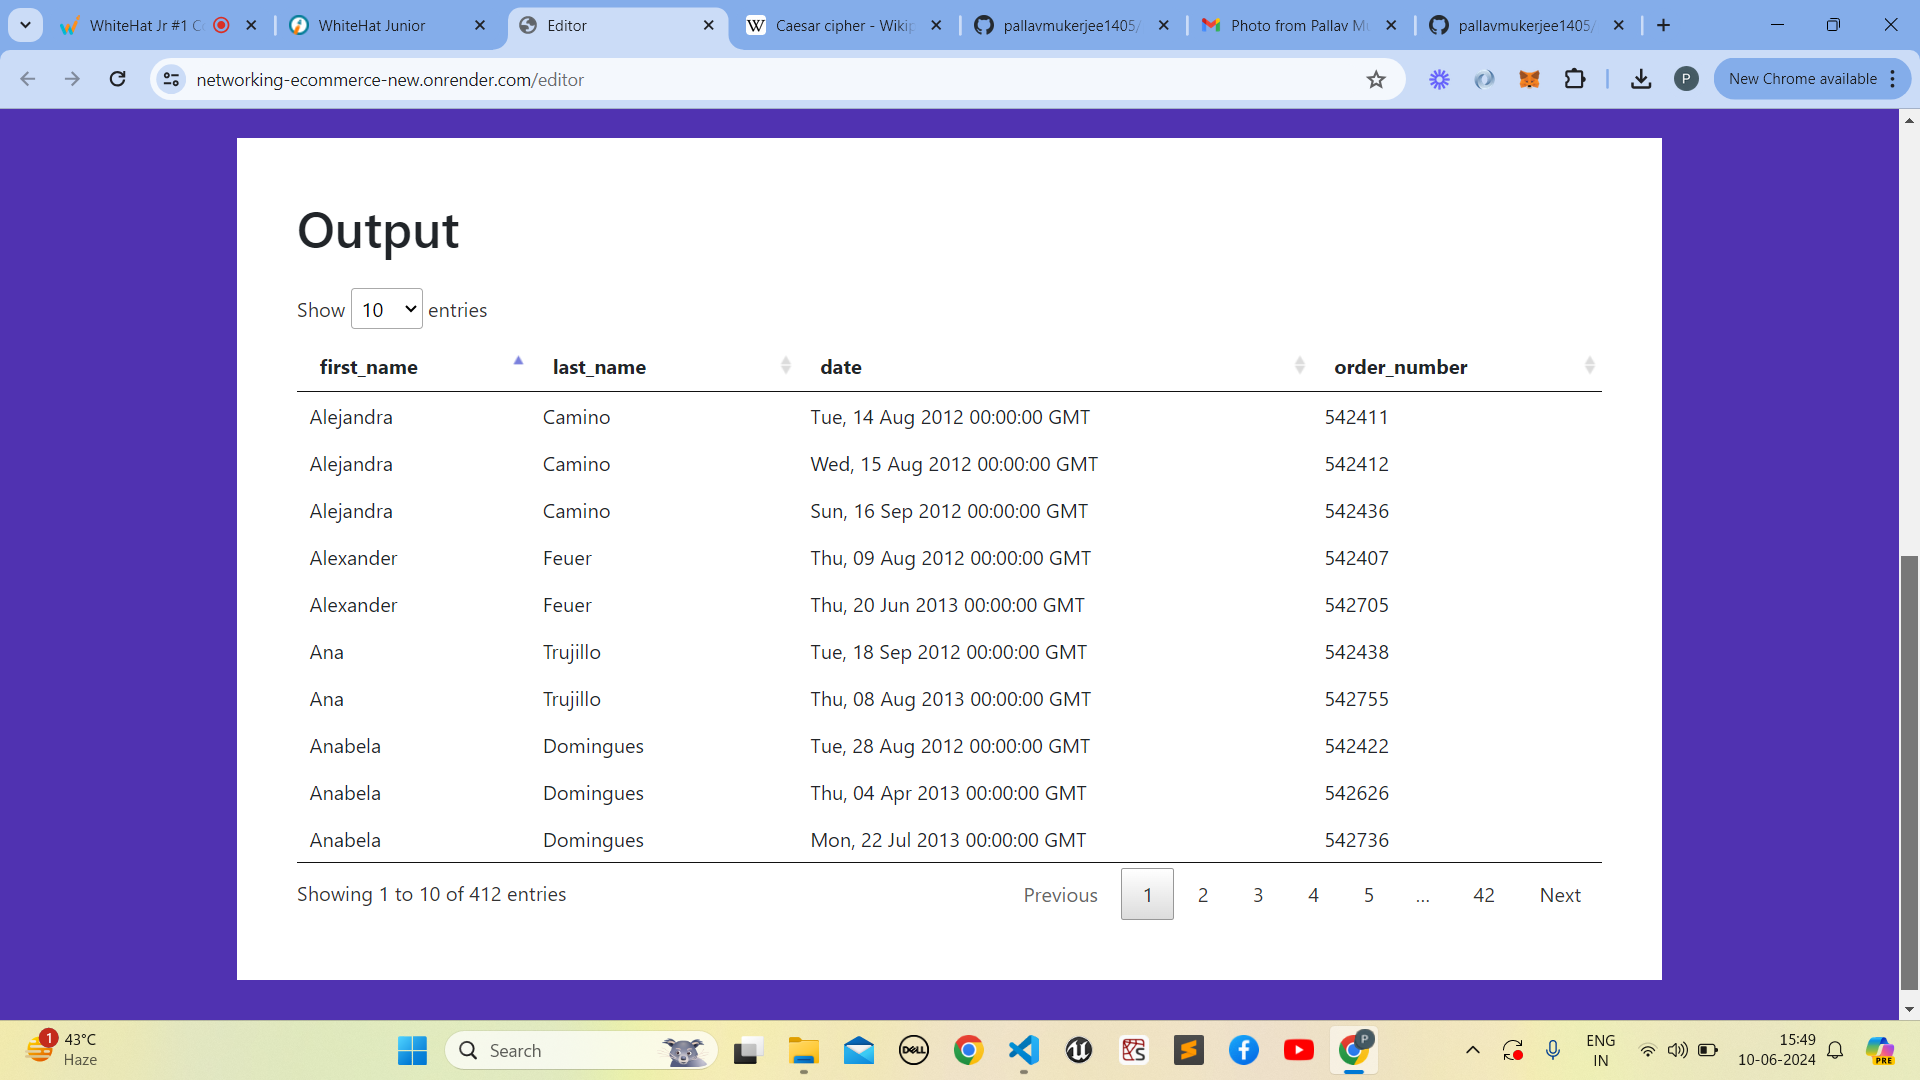 WhiteHat Jr #1 C
WhiteHat Junior
Editor
Caesar cipher - Wikip
pallavmukerjee1405/
Photo from Pallav M
pallavmukerjee1405/
networking-ecommerce-new.onrender.com/editor
P
New Chrome available
Output
Show 10 entries
first_name last_name date order_number
Alejandra Camino Tue, 14 Aug 2012 00:00:00 GMT 542411
Alejandra Camino Wed, 15 Aug 2012 00:00:00 GMT 542412
Alejandra Camino Sun, 16 Sep 2012 00:00:00 GMT 542436
Alexander Feuer Thu, 09 Aug 2012 00:00:00 GMT 542407
Alexander Feuer Thu, 20 Jun 2013 00:00:00 GMT 542705
Ana Trujillo Tue, 18 Sep 2012 00:00:00 GMT 542438
Ana Trujillo Thu, 08 Aug 2013 00:00:00 GMT 542755
Anabela Domingues Tue, 28 Aug 2012 00:00:00 GMT 542422
Anabela Domingues Thu, 04 Apr 2013 00:00:00 GMT 542626
Anabela Domingues Mon, 22 Jul 2013 00:00:00 GMT 542736
Showing 1 to 10 of 412 entries
Previous 1 2 3 4 5 … 42 Next
1
43°C
Haze
Search
DELL
P
ENG
IN
15:49
10-06-2024
PRE